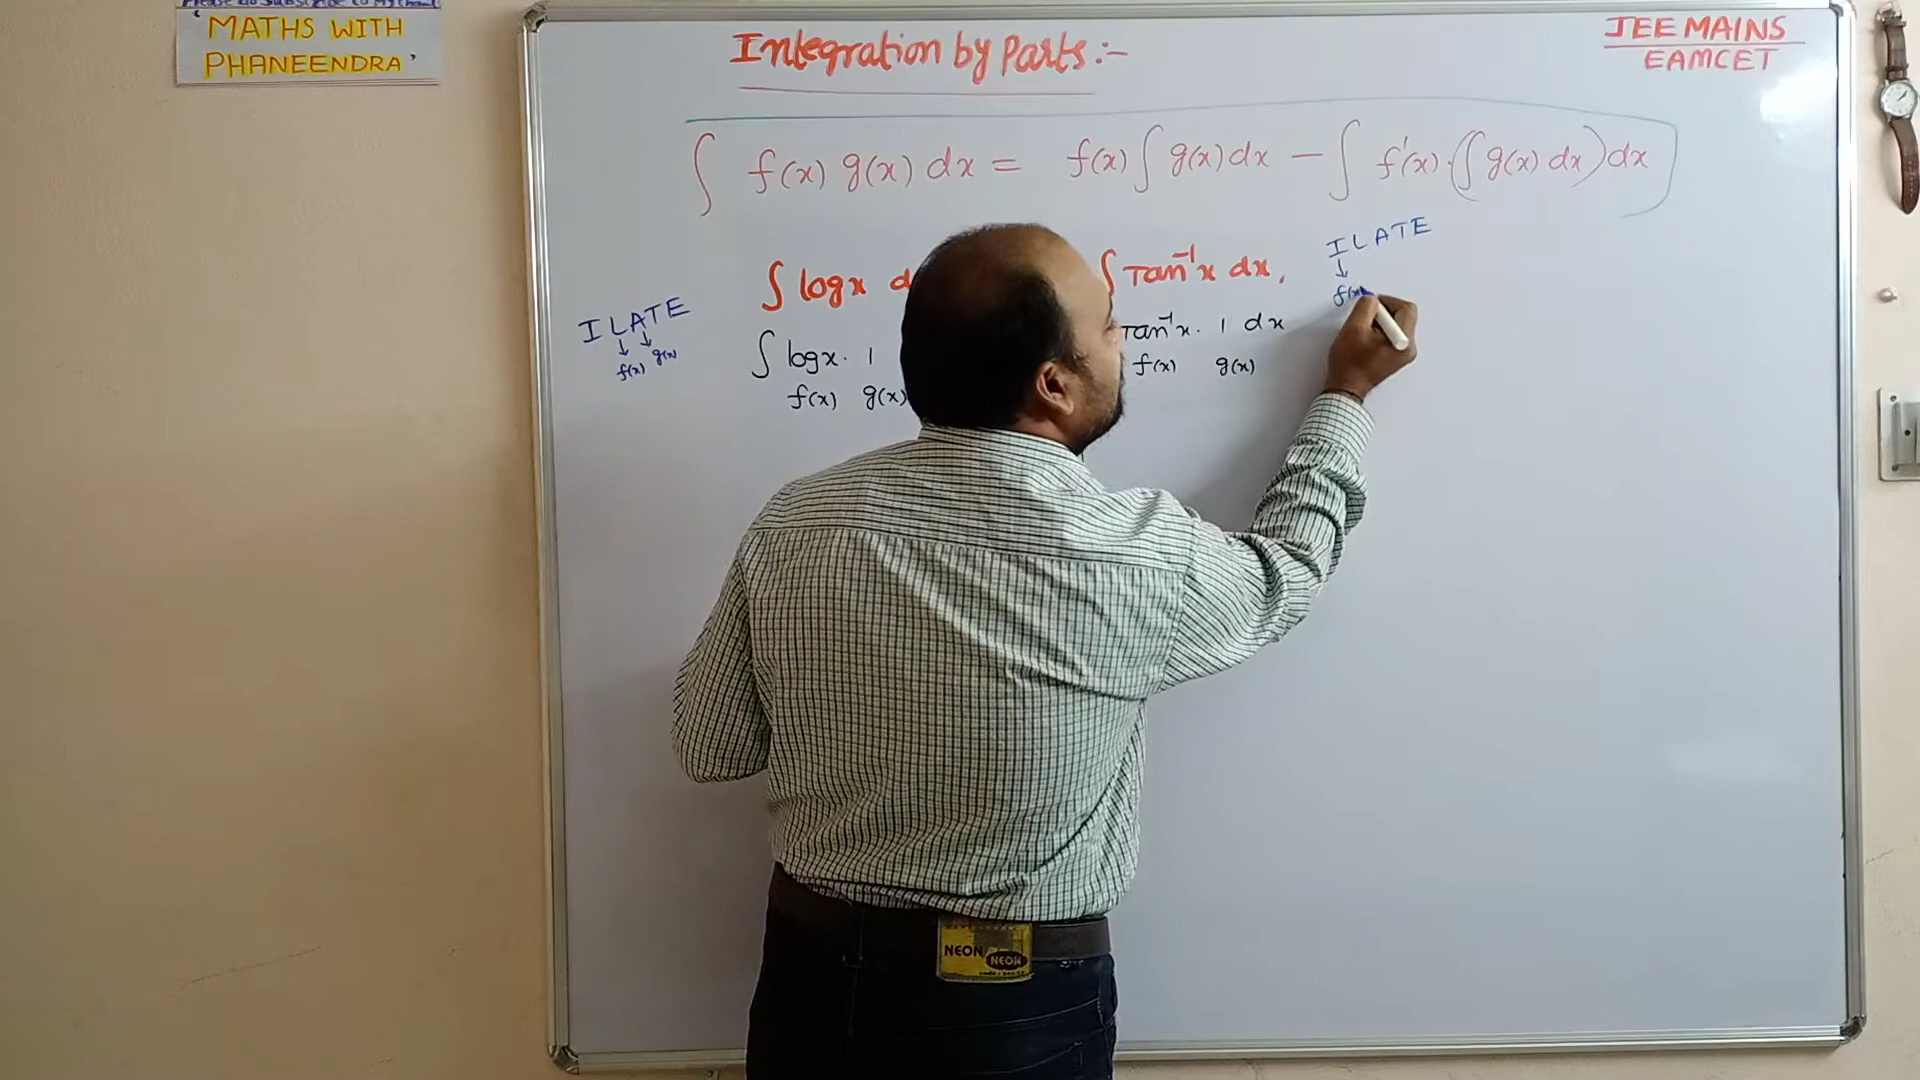 MATHS WITH
PHANEENDRA
Integration by Parts :-
JEE MAINS
EAMCET
∫ f(x) g(x) dx = f(x) ∫ g(x) dx - ∫ f'(x) . (∫ g(x) dx) dx
ILATE
f(x) g(x)
∫ log x d
∫ log x . 1
f(x) g(x)
∫ Tan⁻¹x dx,
Tan⁻¹x . 1 dx
f(x) g(x)
ILATE
f(x
NEON
NEON